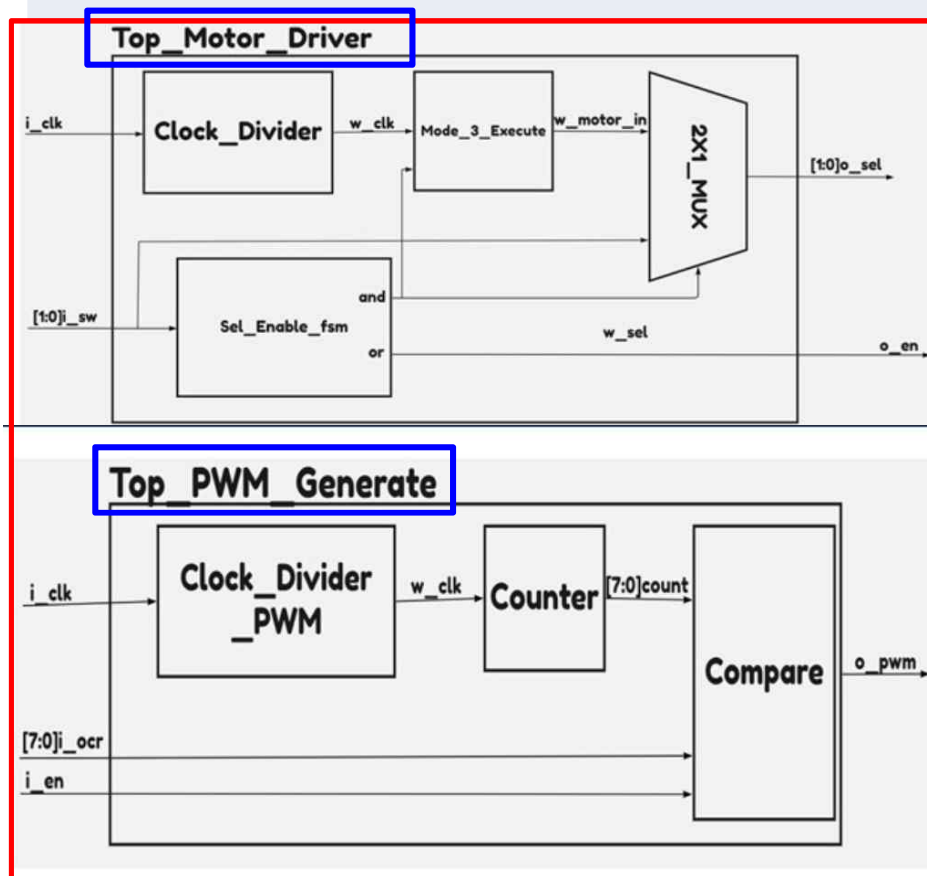 Top_Motor_Driver
i_clk
Clock_Divider
w_clk
Mode_3_Execute
w_motor_in
2X1_MUX
[1:0]o_sel
[1:0]i_sw
Sel_Enable_fsm
and
or
w_sel
o_en
Top_PWM_Generate
i_clk
Clock_Divider
_PWM
w_clk
Counter
[7:0]count
Compare
o_pwm
[7:0]i_ocr
i_en